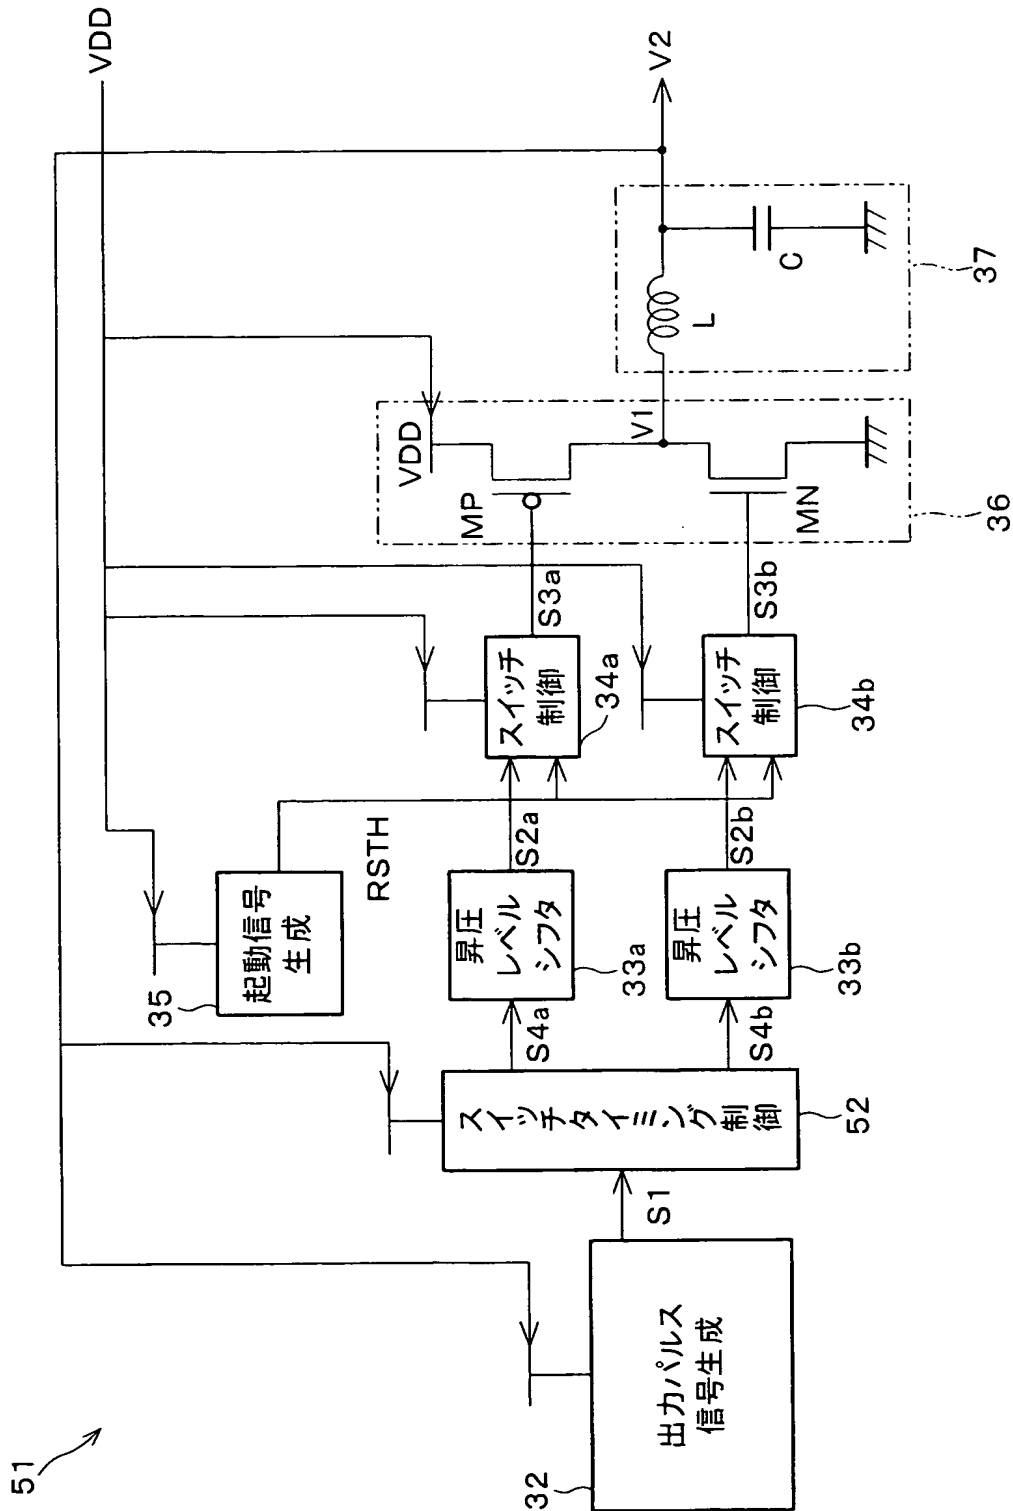 51
VDD
V2
35
起動信号
生成
RSTH
VDD
MP
V1
MN
L
C
36
37
S3a
S3b
スイッチ
制御
34a
スイッチ
制御
34b
S2a
S2b
昇圧
レベル
シフタ
33a
昇圧
レベル
シフタ
33b
S4a
S4b
スイッチタイミング制御
52
S1
出力パルス
信号生成
32